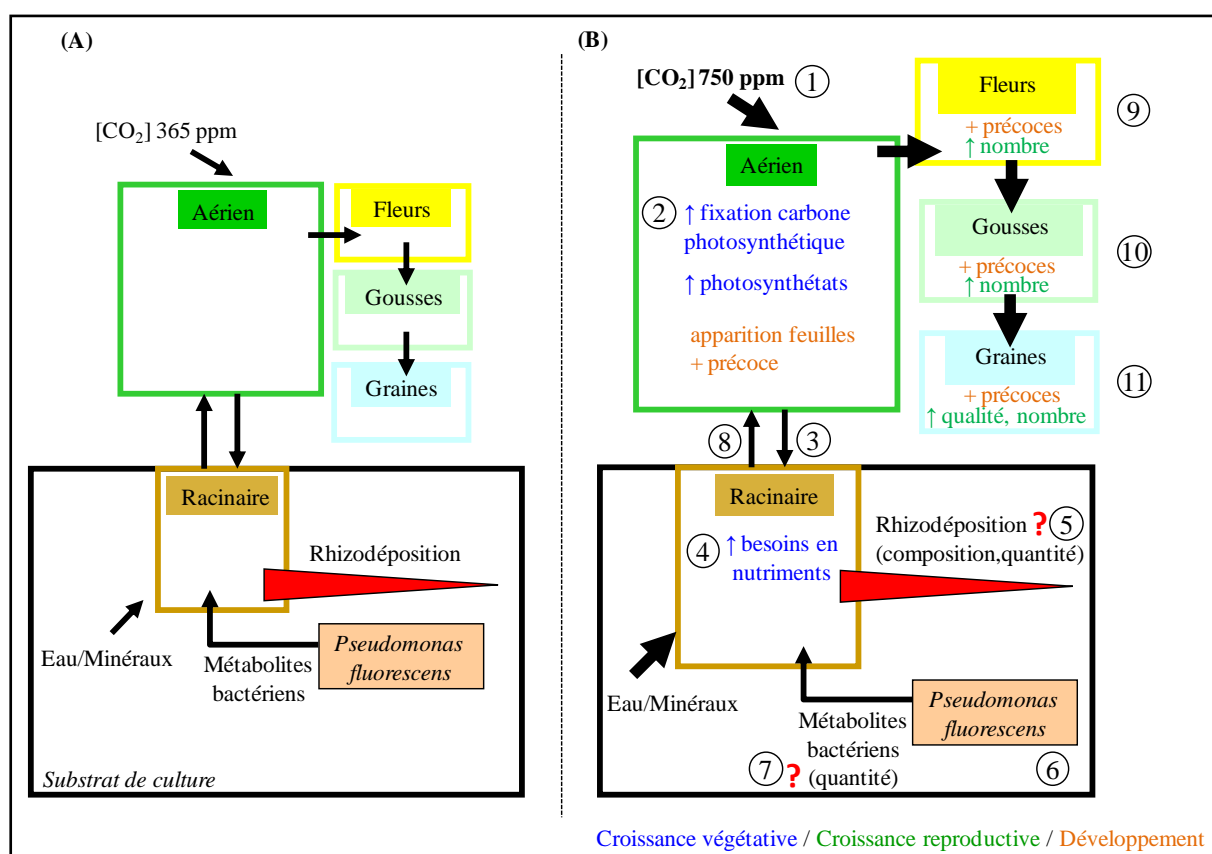 (A)
[CO₂] 365 ppm
Aérien
Fleurs
Gousses
Graines
Racinaire
Rhizodéposition
Eau/Minéraux
Métabolites
bactériens
Pseudomonas
fluorescens
Substrat de culture
(B)
[CO₂] 750 ppm ①
Aérien
② ↑ fixation carbone
photosynthétique
↑ photosynthétats
apparition feuilles
+ précoce
Fleurs
+ précoces
↑ nombre
⑨
Gousses
+ précoces
↑ nombre
⑩
Graines
+ précoces
↑ qualité, nombre
⑪
⑧ ③
Racinaire
④ ↑ besoins en
nutriments
Rhizodéposition ? ⑤
(composition,quantité)
Eau/Minéraux
Métabolites
bactériens
⑦ ? (quantité)
Pseudomonas
fluorescens
⑥
Croissance végétative / Croissance reproductive / Développement